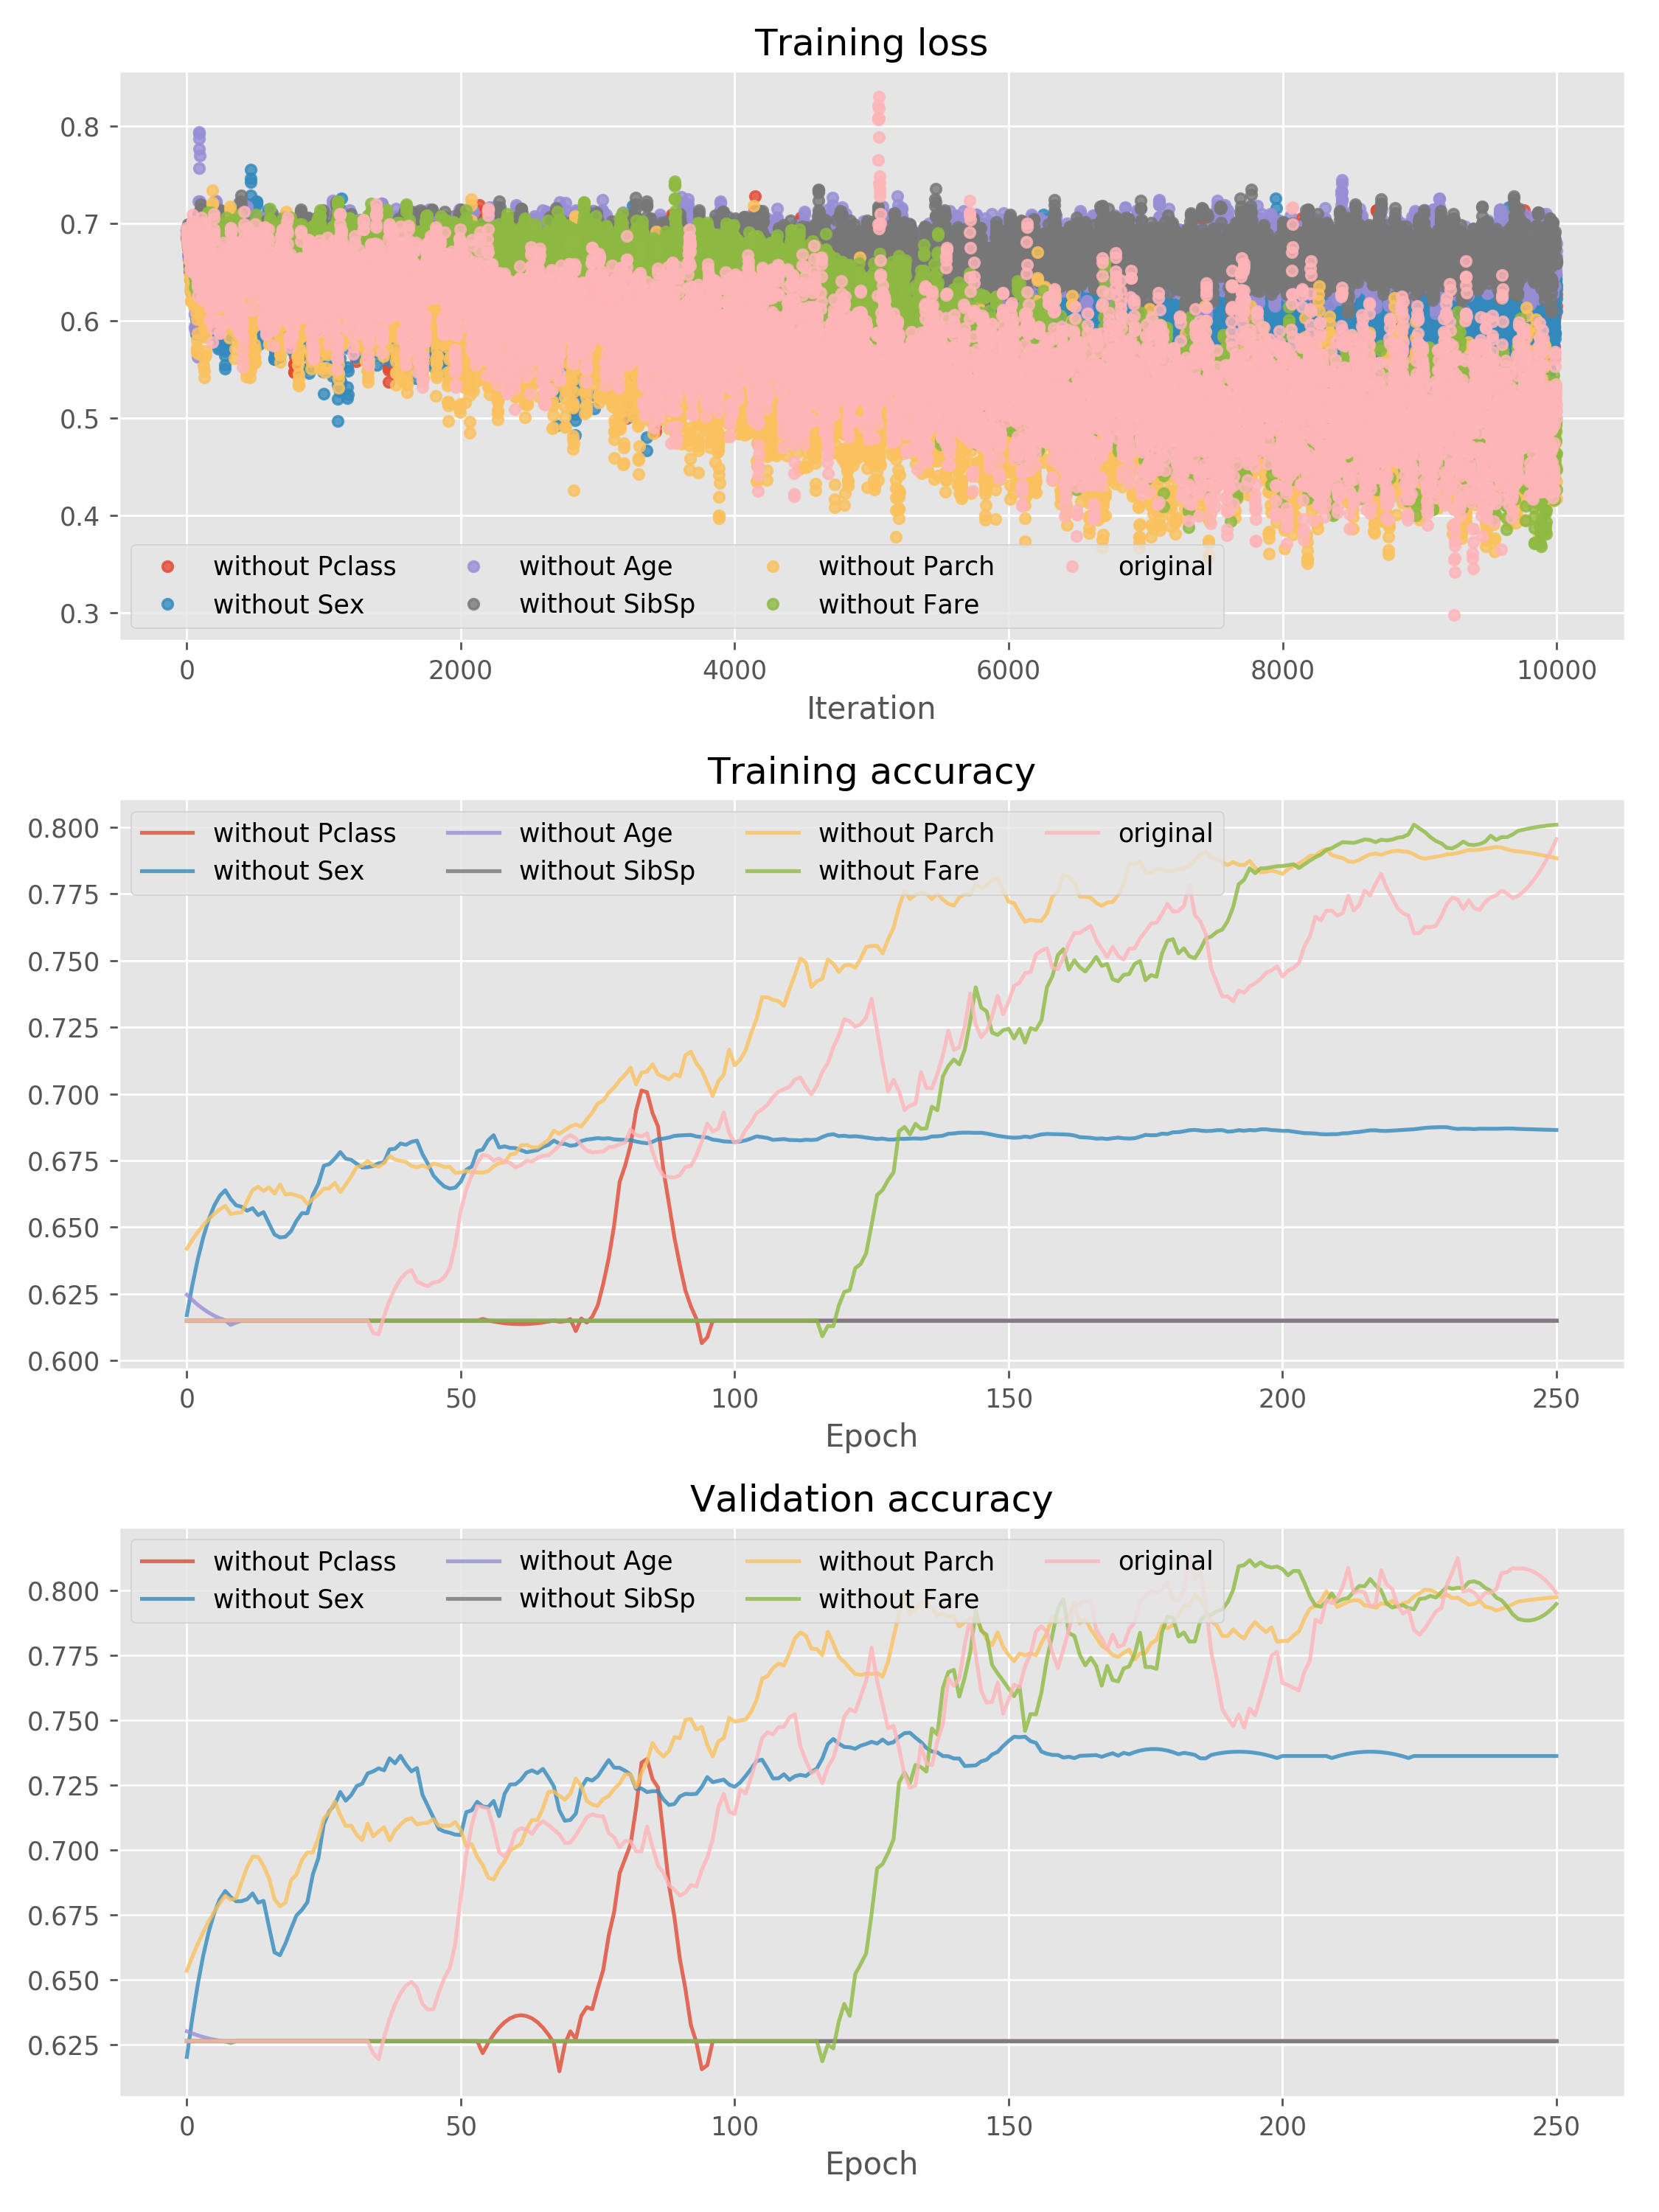 Training loss
0.8
0.7
0.6
0.5
0.4
0.3
without Pclass without Age without Parch original
without Sex without SibSp without Fare
0 2000 4000 6000 8000 10000
Iteration
Training accuracy
0.800
0.775
0.750
0.725
0.700
0.675
0.650
0.625
0.600
without Pclass without Age without Parch original
without Sex without SibSp without Fare
0 50 100 150 200 250
Epoch
Validation accuracy
0.800
0.775
0.750
0.725
0.700
0.675
0.650
0.625
without Pclass without Age without Parch original
without Sex without SibSp without Fare
0 50 100 150 200 250
Epoch